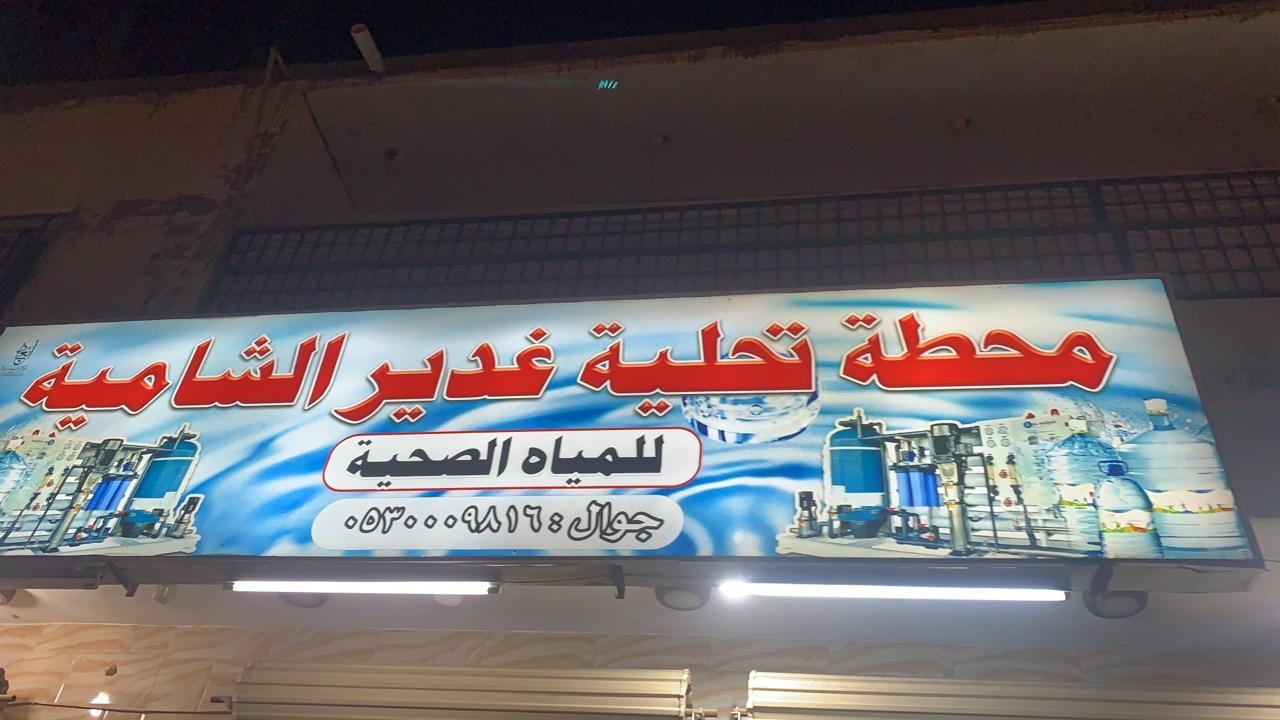 محطة تحلية غدير الشامية
للمياه الصحية
جوال : ٠٥٣٠٠٠٩٨١٦